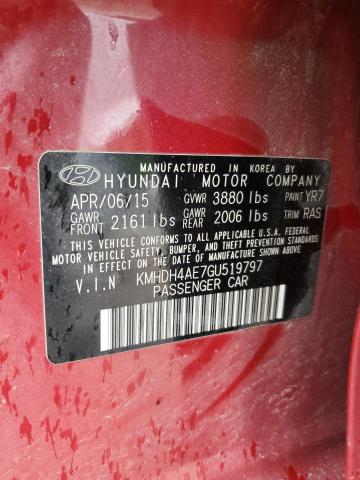 MANUFACTURED IN KOREA BY
HYUNDAI MOTOR COMPANY
APR/06/15 GVWR 3880 lbs PAINT YR7
GAWR FRONT 2161 lbs GAWR REAR 2006 lbs TRIM RAS
THIS VEHICLE CONFORMS TO ALL APPLICABLE U.S.A. FEDERAL
MOTOR VEHICLE SAFETY, BUMPER, AND THEFT PREVENTION
STANDARDS IN EFFECT ON THE DATE OF MANUFACTURE SHOWN ABOVE.
V.I.N KMHDH4AE7GU519797
PASSENGER CAR